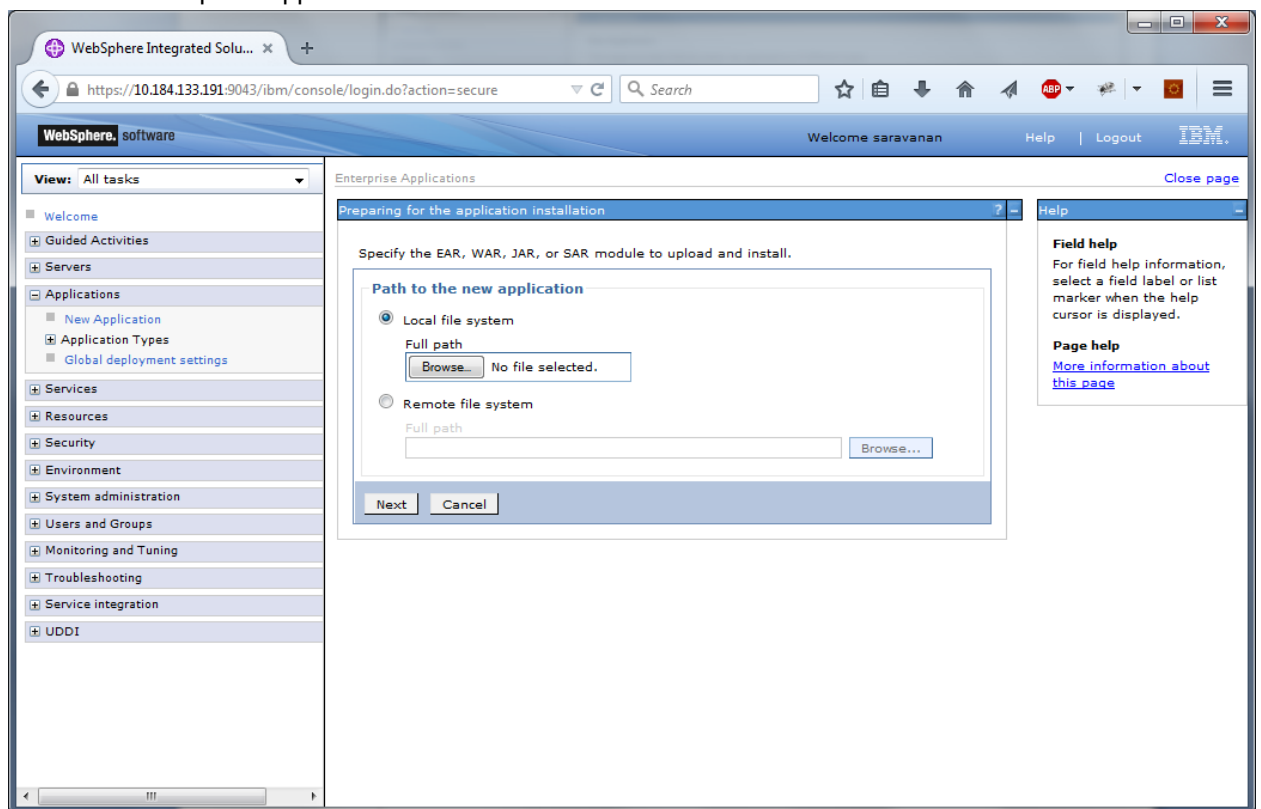 WebSphere Integrated Solu...
https://10.184.133.191:9043/ibm/console/login.do?action=secure
Search
ABP
WebSphere. software
Welcome saravanan
Help | Logout
IBM.
View: All tasks
Welcome
Guided Activities
Servers
Applications
New Application
Application Types
Global deployment settings
Services
Resources
Security
Environment
System administration
Users and Groups
Monitoring and Tuning
Troubleshooting
Service integration
UDDI
Enterprise Applications
Close page
Preparing for the application installation
?
Specify the EAR, WAR, JAR, or SAR module to upload and install.
Path to the new application
Local file system
Full path
Browse... No file selected.
Remote file system
Full path
Browse...
Next Cancel
Help
Field help
For field help information,
select a field label or list
marker when the help
cursor is displayed.
Page help
More information about
this page